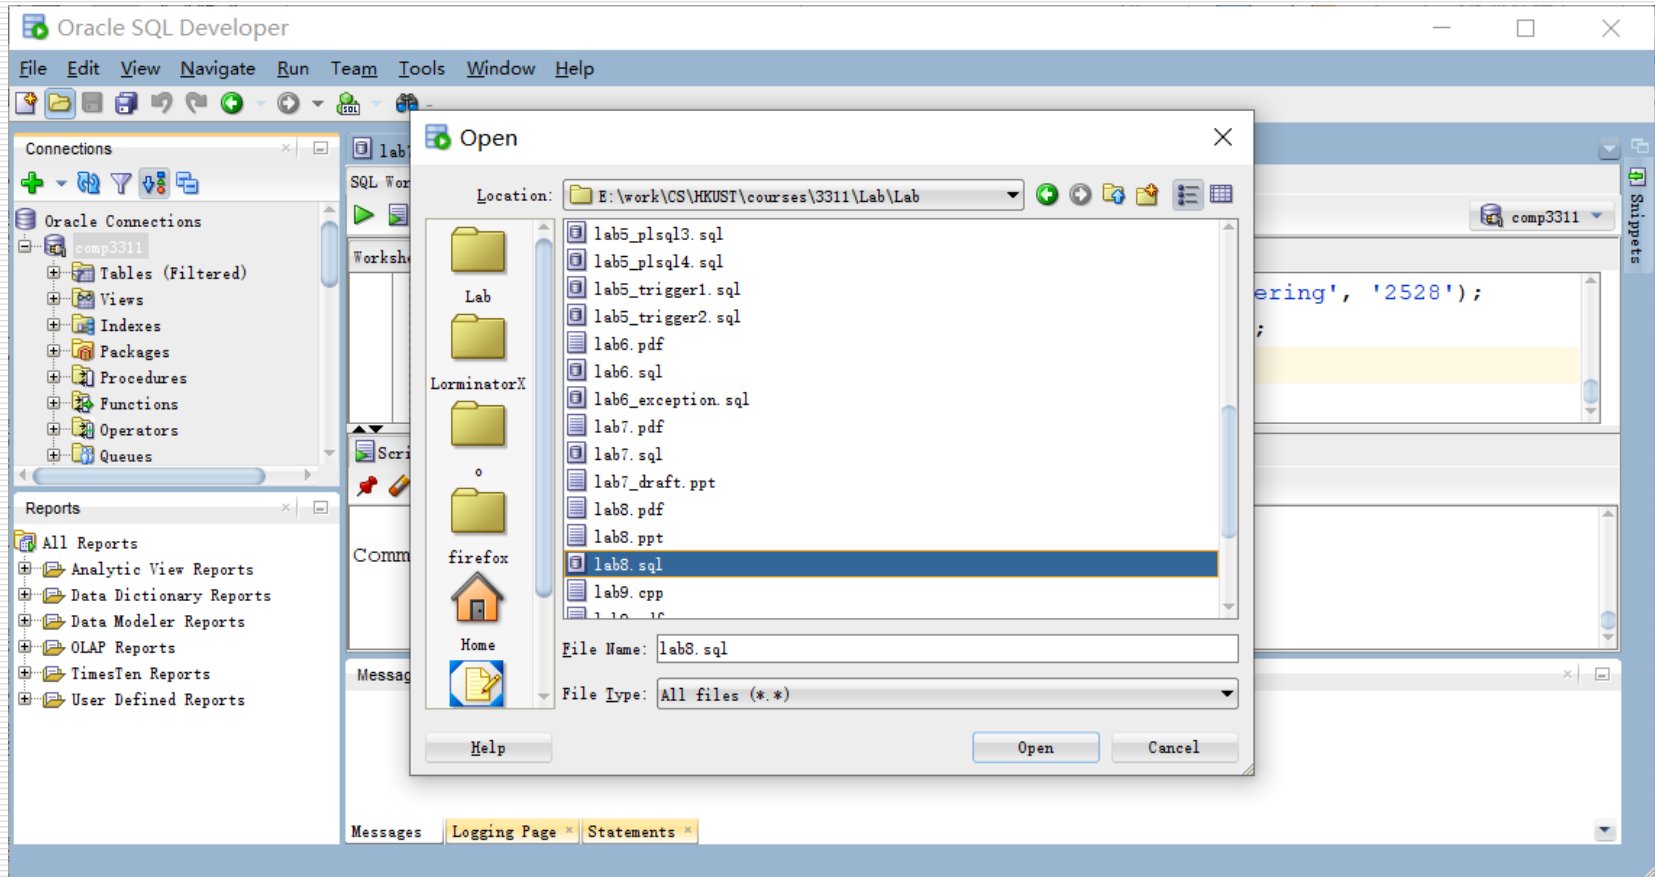 Oracle SQL Developer
File Edit View Navigate Run Team Tools Window Help
Connections
Oracle Connections
comp3311
Tables (Filtered)
Views
Indexes
Packages
Procedures
Functions
Operators
Queues
Reports
All Reports
Analytic View Reports
Data Dictionary Reports
Data Modeler Reports
OLAP Reports
TimesTen Reports
User Defined Reports
SQL
comp3311
Snippets
ering', '2528');
;
Open
Location: E:\work\CS\HKUST\courses\3311\Lab\Lab
Lab
LorminatorX
o
firefox
Home
lab5_plsql3.sql
lab5_plsql4.sql
lab5_trigger1.sql
lab5_trigger2.sql
lab6.pdf
lab6.sql
lab6_exception.sql
lab7.pdf
lab7.sql
lab7_draft.ppt
lab8.pdf
lab8.ppt
lab8.sql
lab9.cpp
File Name: lab8.sql
File Type: All files (*.*)
Help Open Cancel
Messages Logging Page Statements